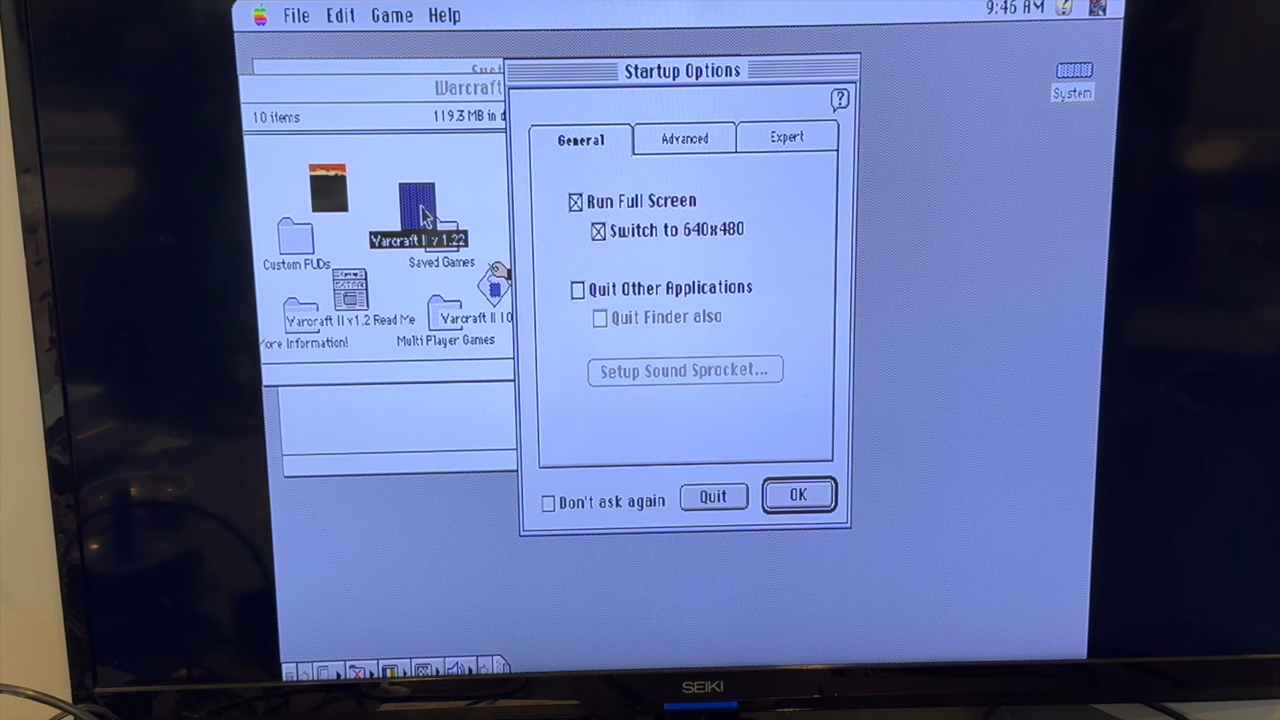 File Edit Game Help
9:46 AM
Startup Options
Warcraft
System
10 items
119.3 MB in d
General
Advanced
Expert
Run Full Screen
Switch to 640x480
Warcraft II v 1.22
Custom PUDs
Saved Games
Quit Other Applications
Quit Finder also
Warcraft II v1.2 Read Me
Warcraft II 10
ore Information!
Multi Player Games
Setup Sound Sprocket...
Don't ask again
Quit
OK
SEIKI